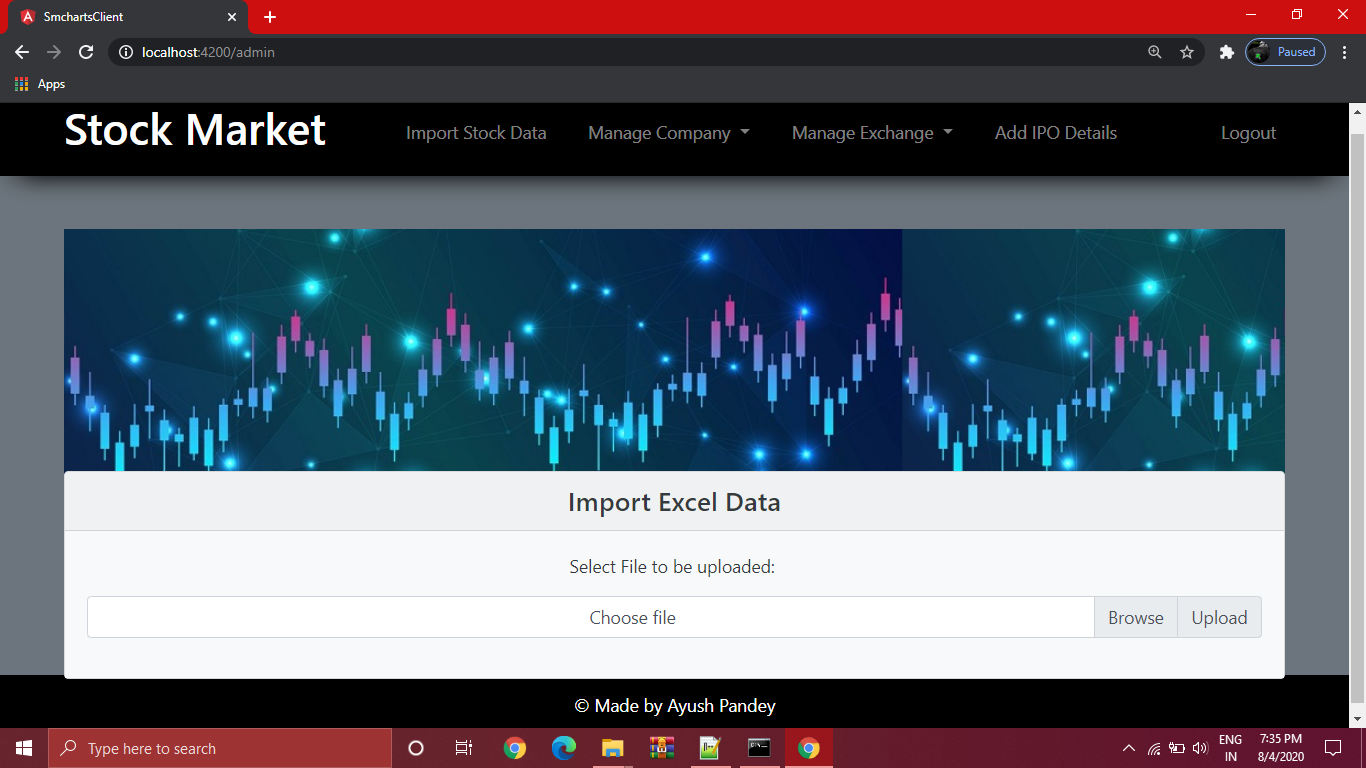 SmchartsClient
localhost:4200/admin
Paused
Apps
Stock Market
Import Stock Data
Manage Company
Manage Exchange
Add IPO Details
Logout
Import Excel Data
Select File to be uploaded:
Choose file
Browse
Upload
© Made by Ayush Pandey
Type here to search
ENG
IN
7:35 PM
8/4/2020